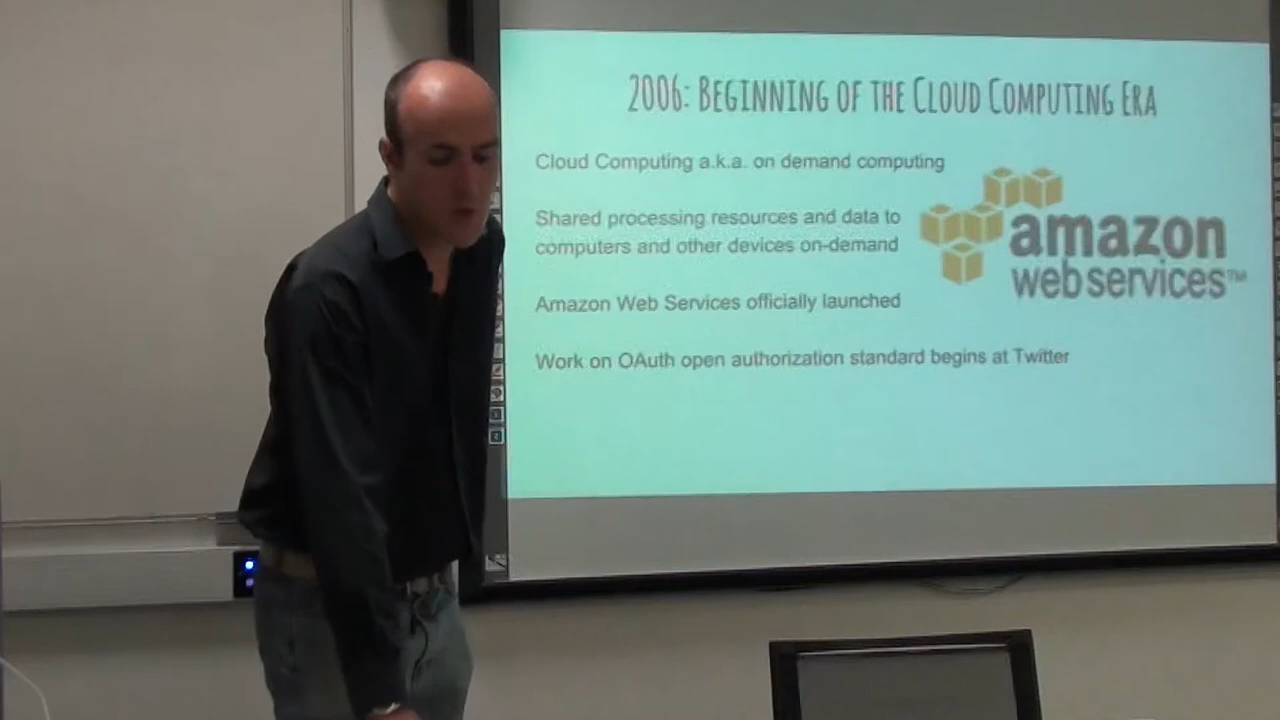 2006: BEGINNING OF THE CLOUD COMPUTING ERA
Cloud Computing a.k.a. on demand computing
Shared processing resources and data to
computers and other devices on-demand
amazon
webservices™
Amazon Web Services officially launched
Work on OAuth open authorization standard begins at Twitter